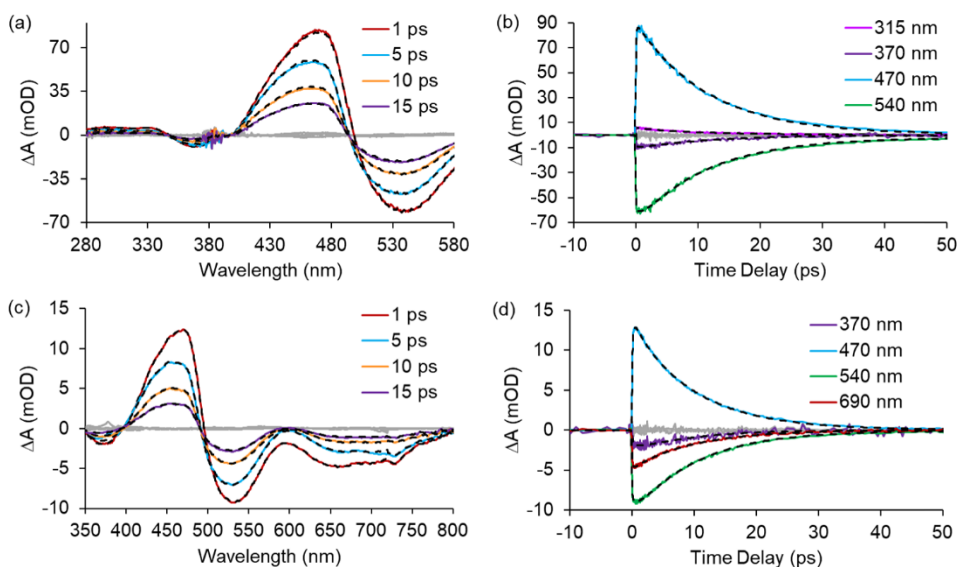 (a)
1 ps
5 ps
10 ps
15 ps
70
35
0
-35
-70
ΔA (mOD)
280 330 380 430 480 530 580
Wavelength (nm)
(b)
315 nm
370 nm
470 nm
540 nm
90
70
50
30
10
-10
-30
-50
-70
ΔA (mOD)
-10 0 10 20 30 40 50
Time Delay (ps)
(c)
1 ps
5 ps
10 ps
15 ps
15
10
5
0
-5
-10
ΔA (mOD)
350 400 450 500 550 600 650 700 750 800
Wavelength (nm)
(d)
370 nm
470 nm
540 nm
690 nm
15
10
5
0
-5
-10
ΔA (mOD)
-10 0 10 20 30 40 50
Time Delay (ps)